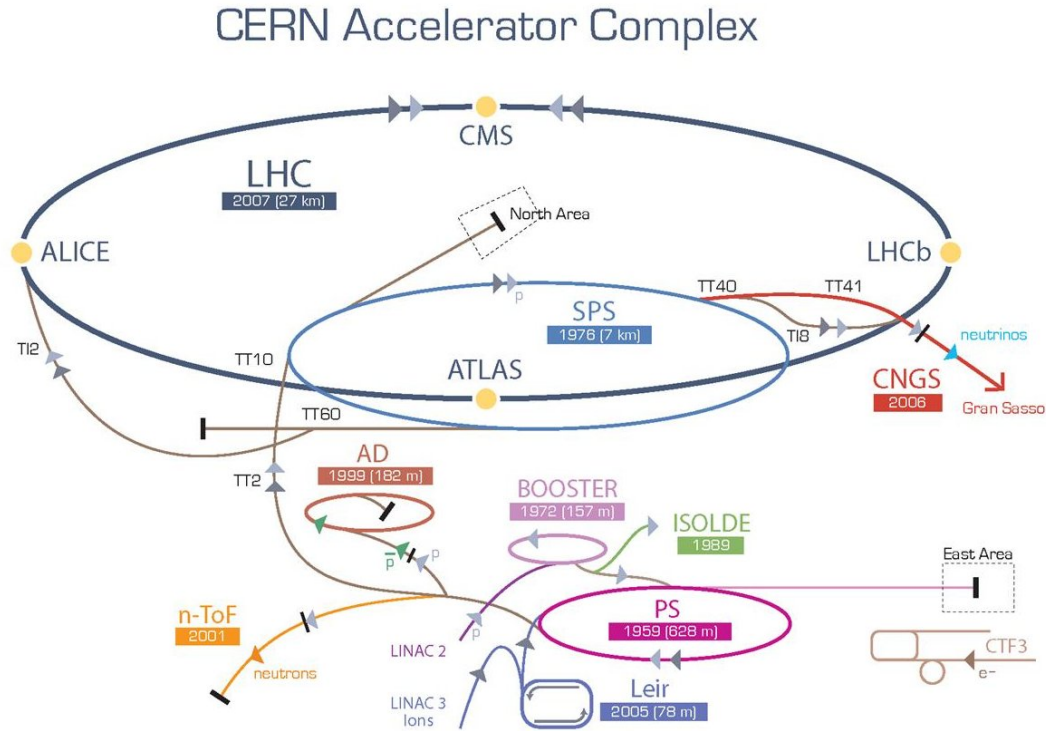 CERN Accelerator Complex
CMS
LHC
2007 (27 km)
North Area
ALICE
LHCb
p
TT40
TT41
SPS
1976 (7 km)
TI2
TT10
TI8
neutrinos
ATLAS
CNGS
2006
Gran Sasso
TT60
AD
1999 (182 m)
TT2
BOOSTER
1972 (157 m)
ISOLDE
1989
p
p
East Area
n-ToF
2001
PS
1959 (628 m)
p
LINAC 2
neutrons
CTF3
e-
LINAC 3
Ions
Leir
2005 (78 m)